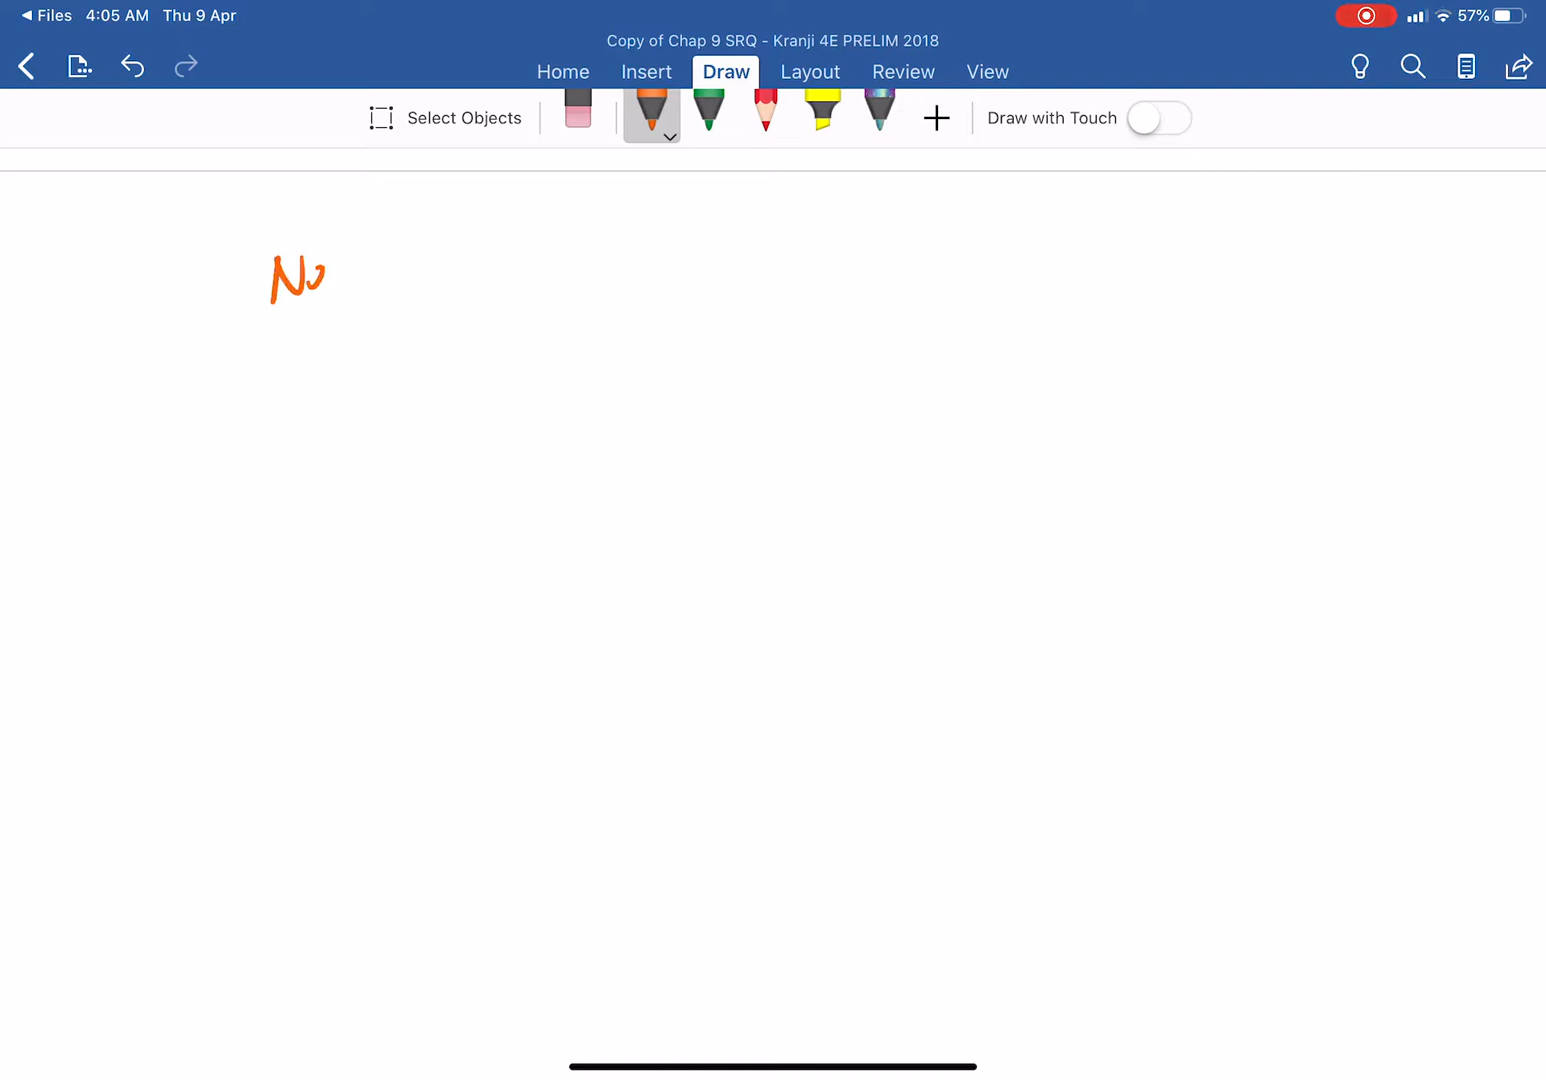 Files 4:05 AM Thu 9 Apr 57%
Copy of Chap 9 SRQ - Kranji 4E PRELIM 2018
Home Insert Draw Layout Review View
Select Objects Draw with Touch
No